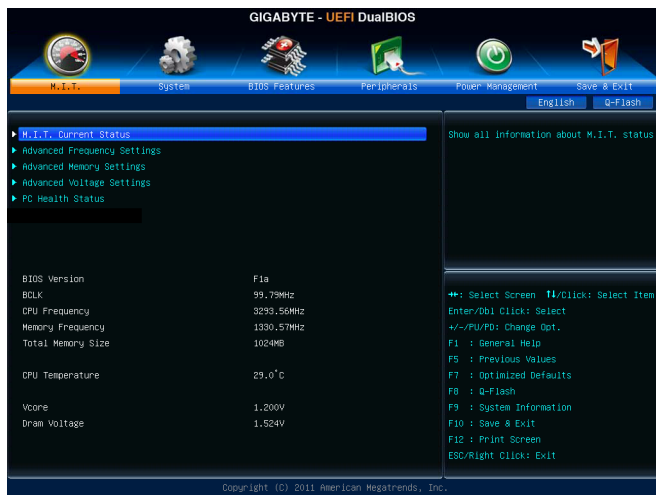 GIGABYTE - UEFI DualBIOS
M.I.T.
System
BIOS Features
Peripherals
Power Management
Save & Exit
English
Q-Flash
M.I.T. Current Status
Advanced Frequency Settings
Advanced Memory Settings
Advanced Voltage Settings
PC Health Status
Show all information about M.I.T. status
BIOS Version F1a
BCLK 99.79MHz
CPU Frequency 3293.56MHz
Memory Frequency 1330.57MHz
Total Memory Size 1024MB
CPU Temperature 29.0°C
Vcore 1.200V
Dram Voltage 1.524V
↔: Select Screen ↑↓/Click: Select Item
Enter/Dbl Click: Select
+/-/PU/PD: Change Opt.
F1 : General Help
F5 : Previous Values
F7 : Optimized Defaults
F8 : Q-Flash
F9 : System Information
F10 : Save & Exit
F12 : Print Screen
ESC/Right Click: Exit
Copyright (C) 2011 American Megatrends, Inc.